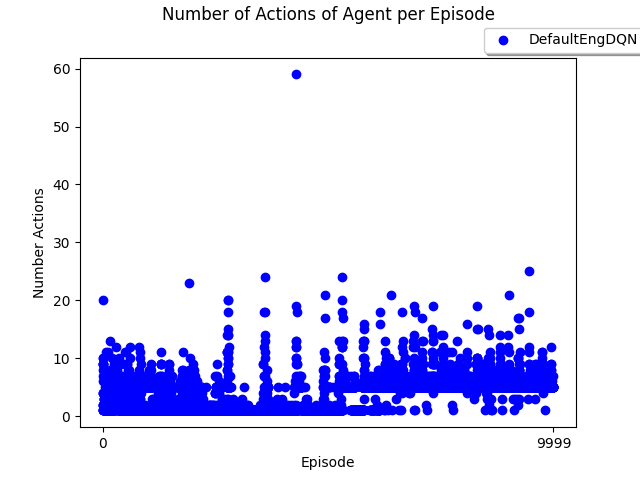 Number of Actions of Agent per Episode
DefaultEngDQN
60
50
40
30
20
10
0
Number Actions
0 9999
Episode